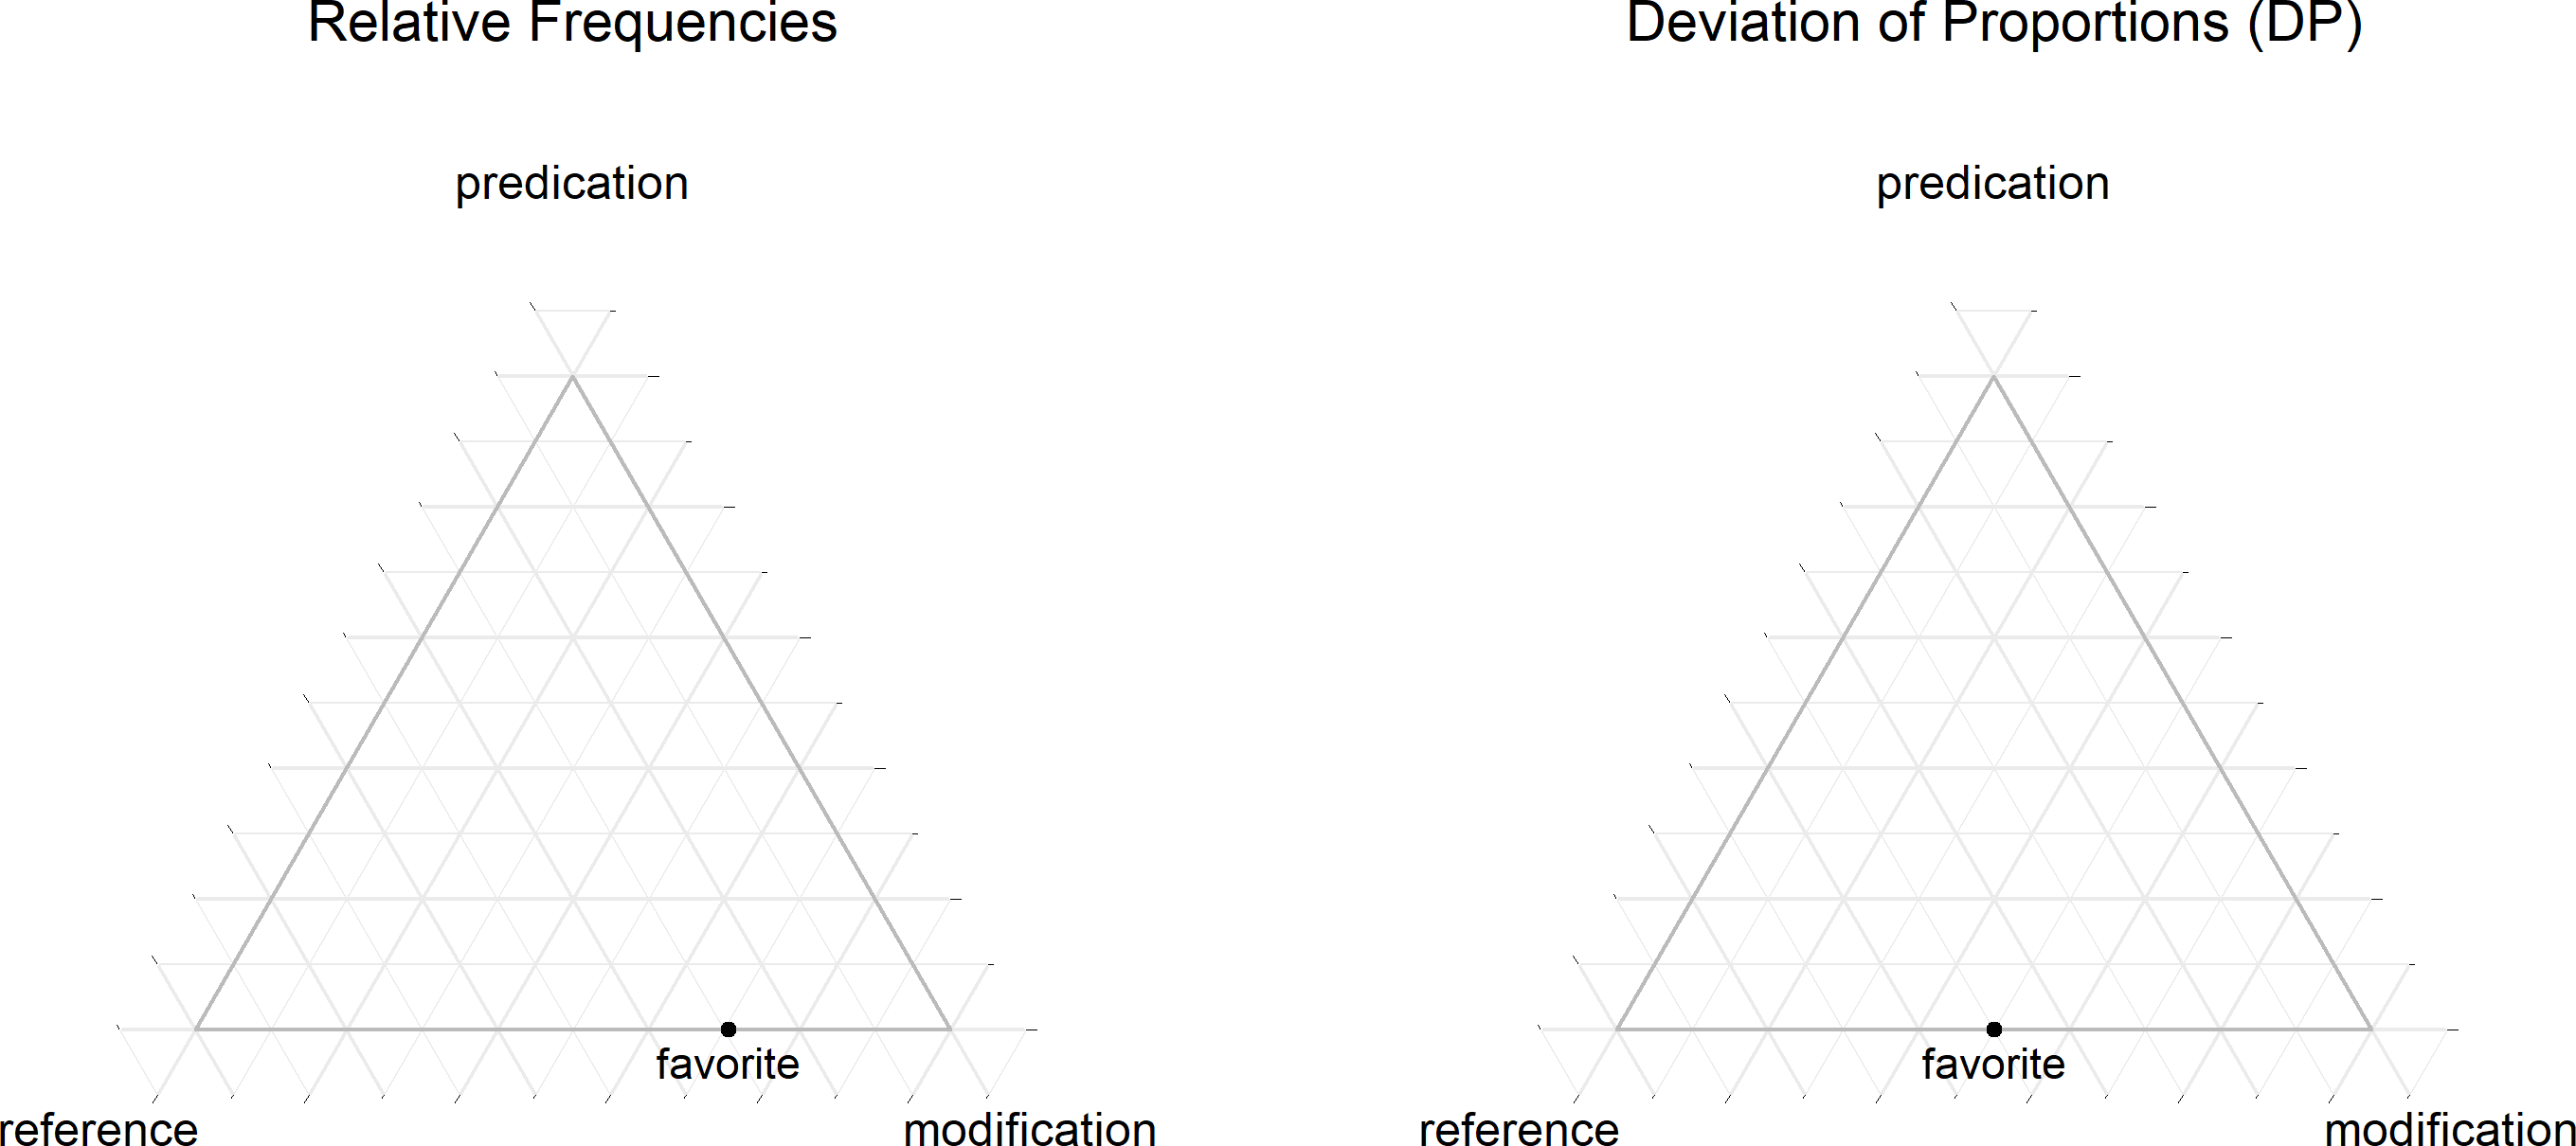 Relative Frequencies
predication
favorite
reference
modification
Deviation of Proportions (DP)
predication
favorite
reference
modification